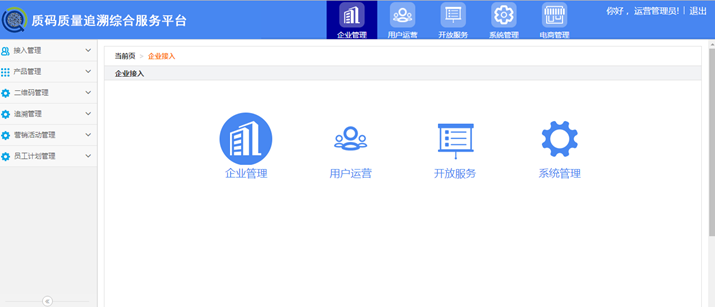 质码质量追溯综合服务平台
企业管理 用户运营 开放服务 系统管理 电商管理
你好，运营管理员! | 退出
接入管理
产品管理
二维码管理
追溯管理
营销活动管理
员工计划管理
当前页 > 企业接入
企业接入
企业管理 用户运营 开放服务 系统管理